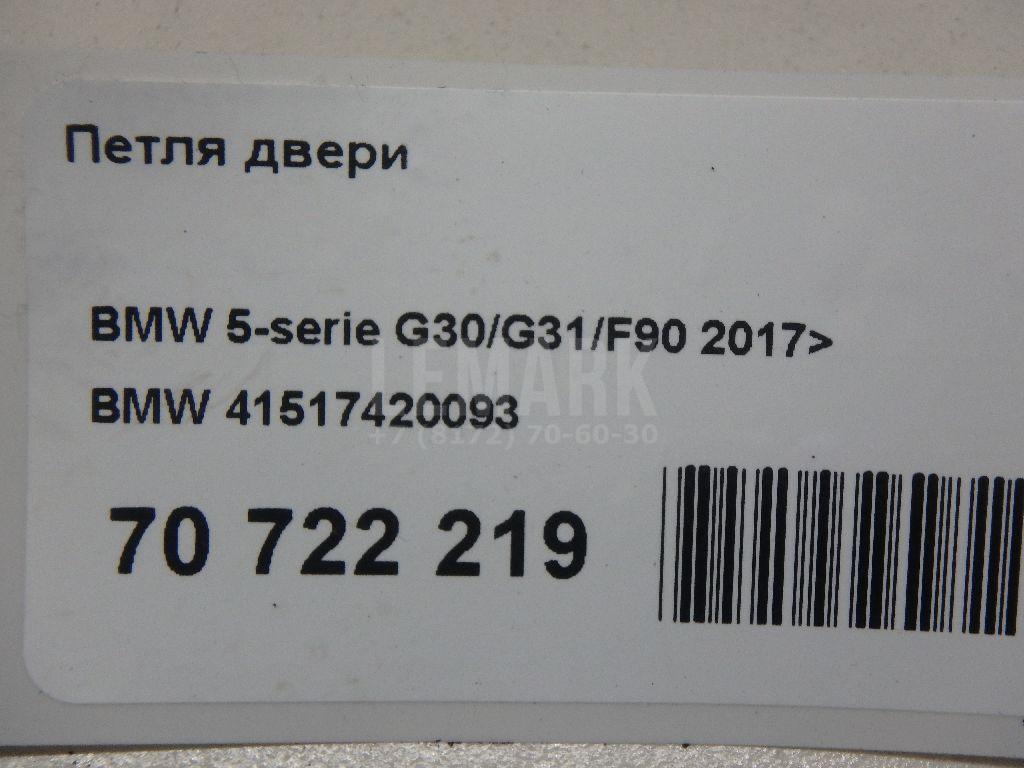 Петля двери
BMW 5-serie G30/G31/F90 2017>
LEMARK
BMW 41517420093
+7 (8172) 70-60-30
70 722 219